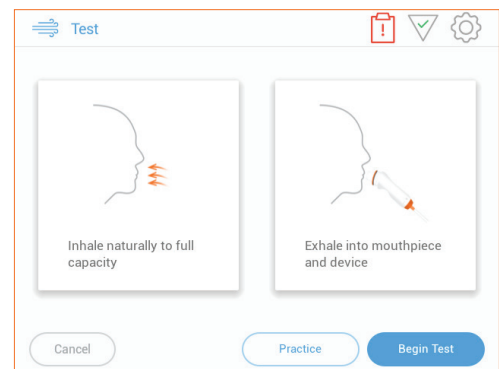 Test
Inhale naturally to full
capacity
Exhale into mouthpiece
and device
Cancel
Practice
Begin Test